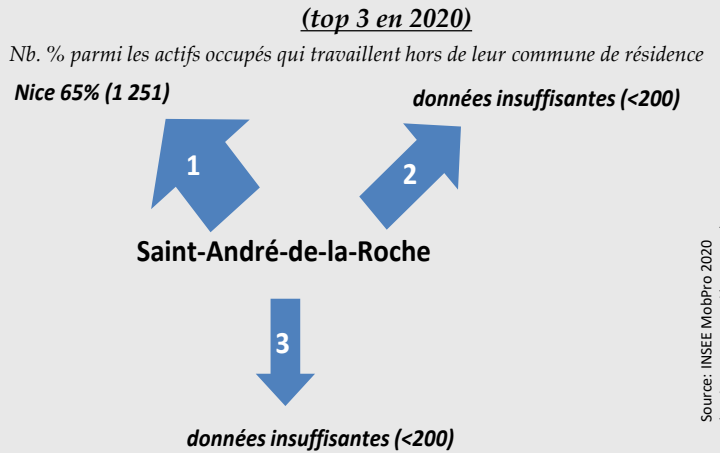 (top 3 en 2020)
Nb. % parmi les actifs occupés qui travaillent hors de leur commune de résidence
Nice 65% (1 251)
données insuffisantes (<200)
1
2
Saint-André-de-la-Roche
3
données insuffisantes (<200)
Source: INSEE MobPro 2020